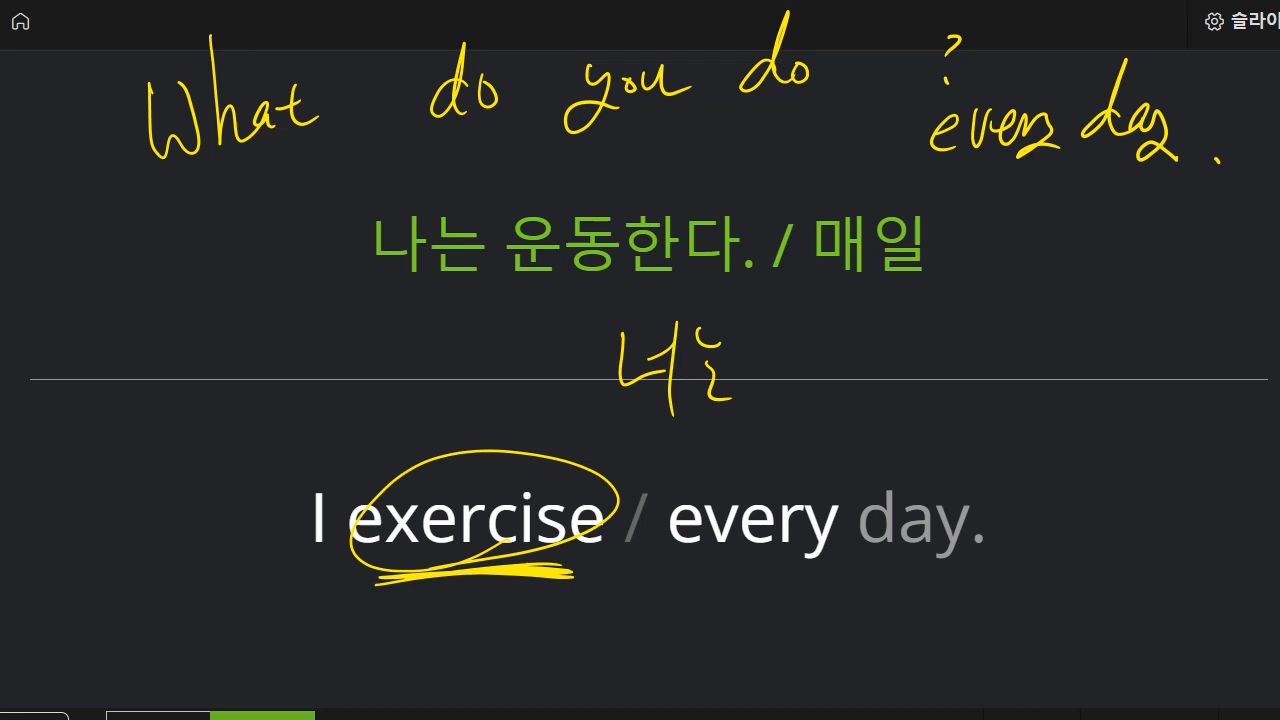 슬라이
What do you do ?
every day .
나는 운동한다. / 매일
너는
I exercise / every day.